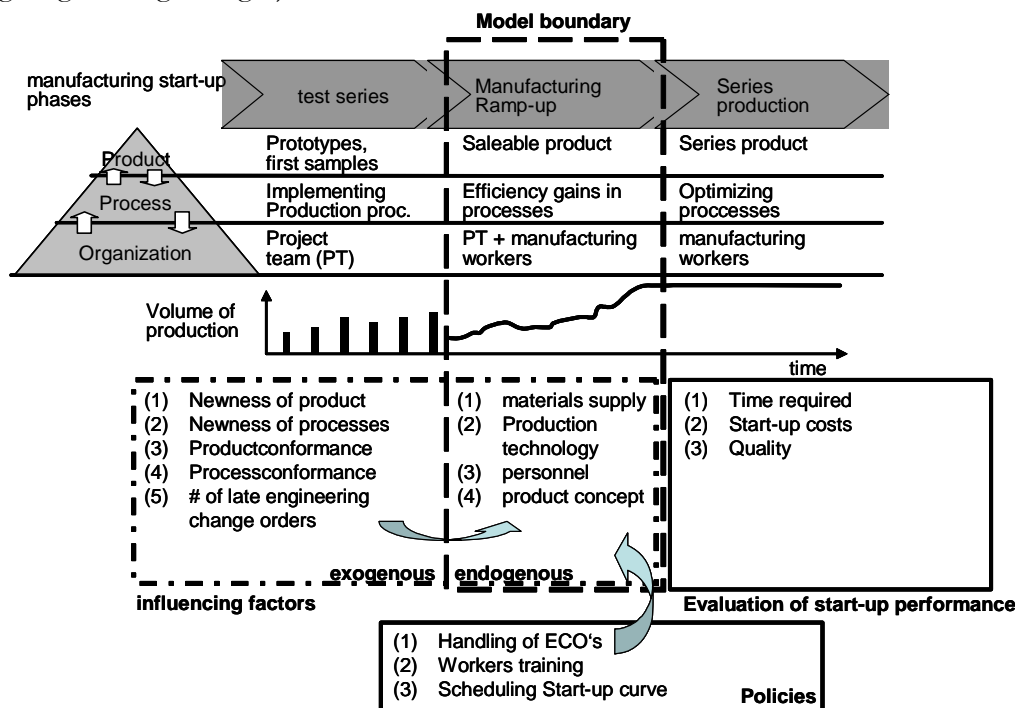 Model boundary
manufacturing start-up
phases
test series
Manufacturing
Ramp-up
Series
production
Product
Prototypes,
first samples
Saleable product
Series product
Process
Implementing
Production proc.
Efficiency gains in
processes
Optimizing
proccesses
Organization
Project
team (PT)
PT + manufacturing
workers
manufacturing
workers
Volume of
production
time
(1) Newness of product
(2) Newness of processes
(3) Productconformance
(4) Processconformance
(5) # of late engineering
change orders
exogenous
influencing factors
(1) materials supply
(2) Production
technology
(3) personnel
(4) product concept
endogenous
(1) Time required
(2) Start-up costs
(3) Quality
Evaluation of start-up performance
(1) Handling of ECO‘s
(2) Workers training
(3) Scheduling Start-up curve
Policies